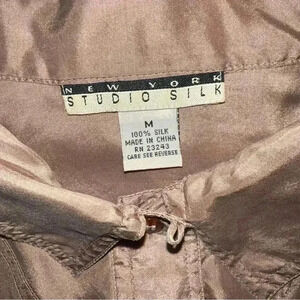 NEW YORK
STUDIO SILK
M
100% SILK
MADE IN CHINA
RN 23243
CARE SEE REVERSE